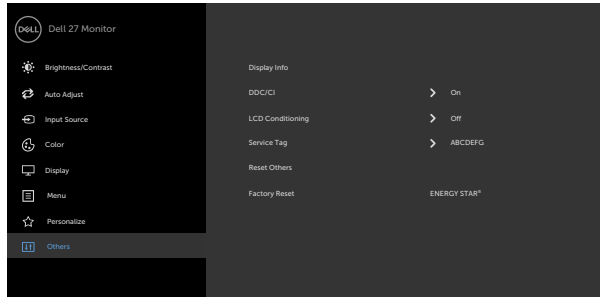 DELL Dell 27 Monitor
Brightness/Contrast
Auto Adjust
Input Source
Color
Display
Menu
Personalize
Others
Display Info
DDC/CI On
LCD Conditioning Off
Service Tag ABCDEFG
Reset Others
Factory Reset ENERGY STAR®